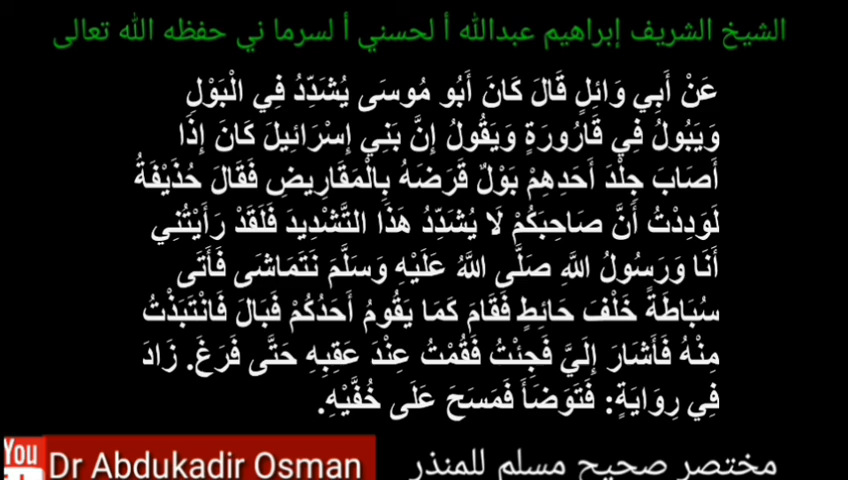 الشيخ الشريف إبراهيم عبدالله أ لحسني أ لسرما ني حفظه الله تعالى
عَنْ أَبِي وَائِلٍ قَالَ كَانَ أَبُو مُوسَى يُشَدِّدُ فِي الْبَوْلِ
وَيَبُولُ فِي قَارُورَةٍ وَيَقُولُ إِنَّ بَنِي إِسْرَائِيلَ كَانَ إِذَا
أَصَابَ جِلْدَ أَحَدِهِمْ بَوْلٌ قَرَضَهُ بِالْمَقَارِيضِ فَقَالَ حُذَيْفَةُ
لَوَدِدْتُ أَنَّ صَاحِبَكُمْ لَا يُشَدِّدُ هَذَا التَّشْدِيدَ فَلَقَدْ رَأَيْتُنِي
أَنَا وَرَسُولُ اللَّهِ صَلَّى اللَّهُ عَلَيْهِ وَسَلَّمَ نَتَمَاشَى فَأَتَى
سُبَاطَةً خَلْفَ حَائِطٍ فَقَامَ كَمَا يَقُومُ أَحَدُكُمْ فَبَالَ فَانْتَبَذْتُ
مِنْهُ فَأَشَارَ إِلَيَّ فَجِئْتُ فَقُمْتُ عِنْدَ عَقِبِهِ حَتَّى فَرَغَ. زَادَ
فِي رِوَايَةٍ: فَتَوَضَأَ فَمَسَحَ عَلَى خُفَّيْهِ.
مختصر صحيح مسلم للمنذر
You
Dr Abdukadir Osman